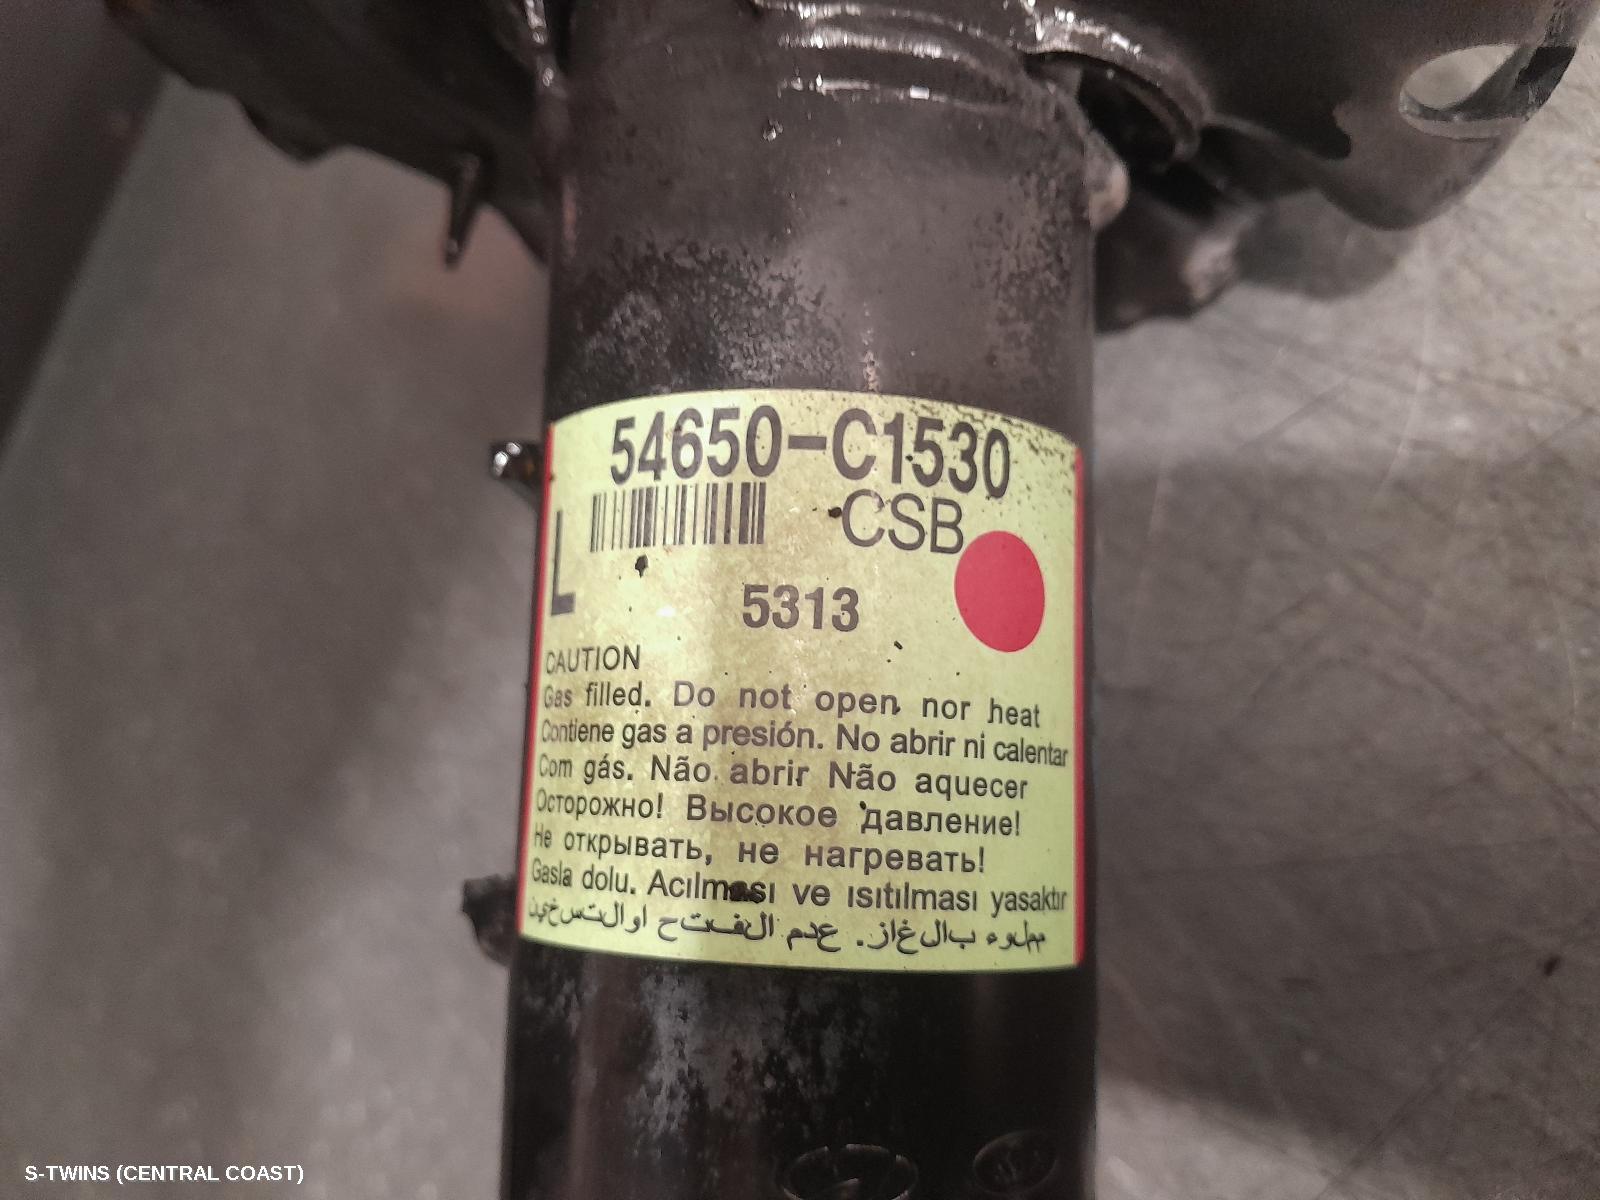 54650-C1530
CSB
L
5313
CAUTION
Gas filled. Do not open nor heat
Contiene gas a presión. No abrir ni calentar
Com gás. Não abrir Não aquecer
Осторожно! Высокое давление!
Не открывать, не нагревать!
Gasla dolu. Acılması ve ısıtılması yasaktır
مملوء بالغاز. عدم الفتح او التسخين
S-TWINS (CENTRAL COAST)